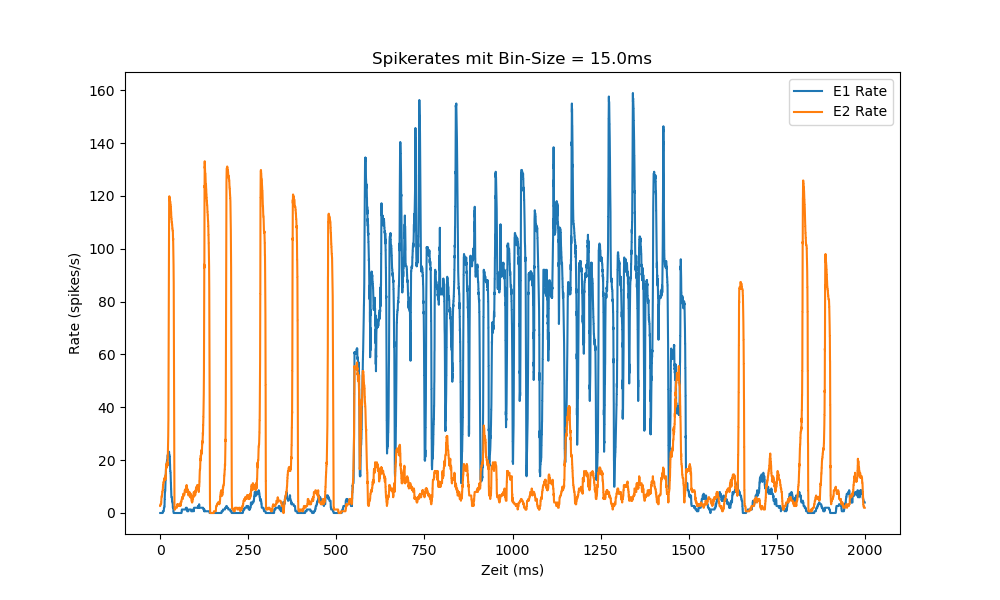 Spikerates mit Bin-Size = 15.0ms
E1 Rate
E2 Rate
160
140
120
100
80
60
40
20
0
Rate (spikes/s)
0 250 500 750 1000 1250 1500 1750 2000
Zeit (ms)